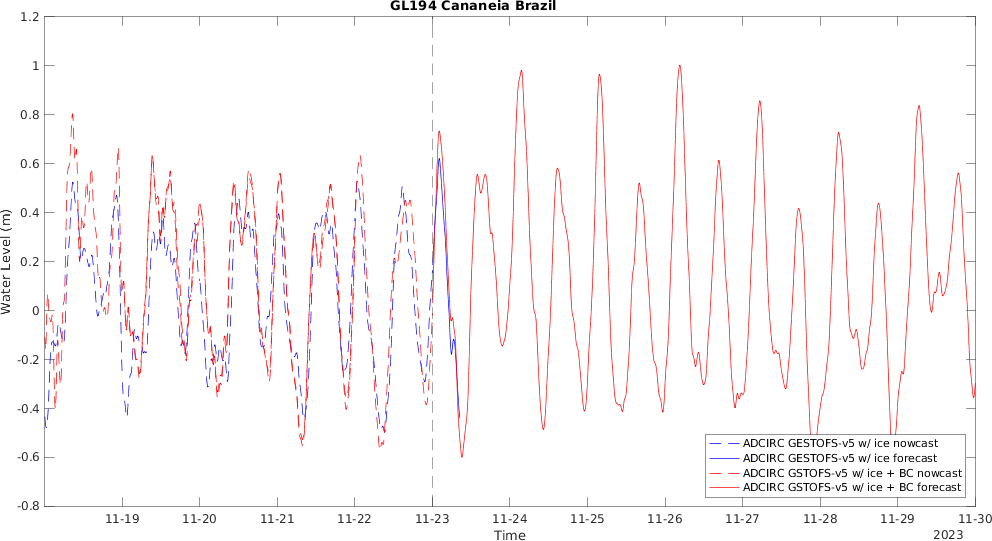 GL194 Cananeia Brazil
1.2
1
0.8
0.6
0.4
0.2
0
-0.2
-0.4
-0.6
-0.8
Water Level (m)
11-19 11-20 11-21 11-22 11-23 11-24 11-25 11-26 11-27 11-28 11-29 11-30
Time
2023
ADCIRC GESTOFS-v5 w/ ice nowcast
ADCIRC GESTOFS-v5 w/ ice forecast
ADCIRC GSTOFS-v5 w/ ice + BC nowcast
ADCIRC GSTOFS-v5 w/ ice + BC forecast